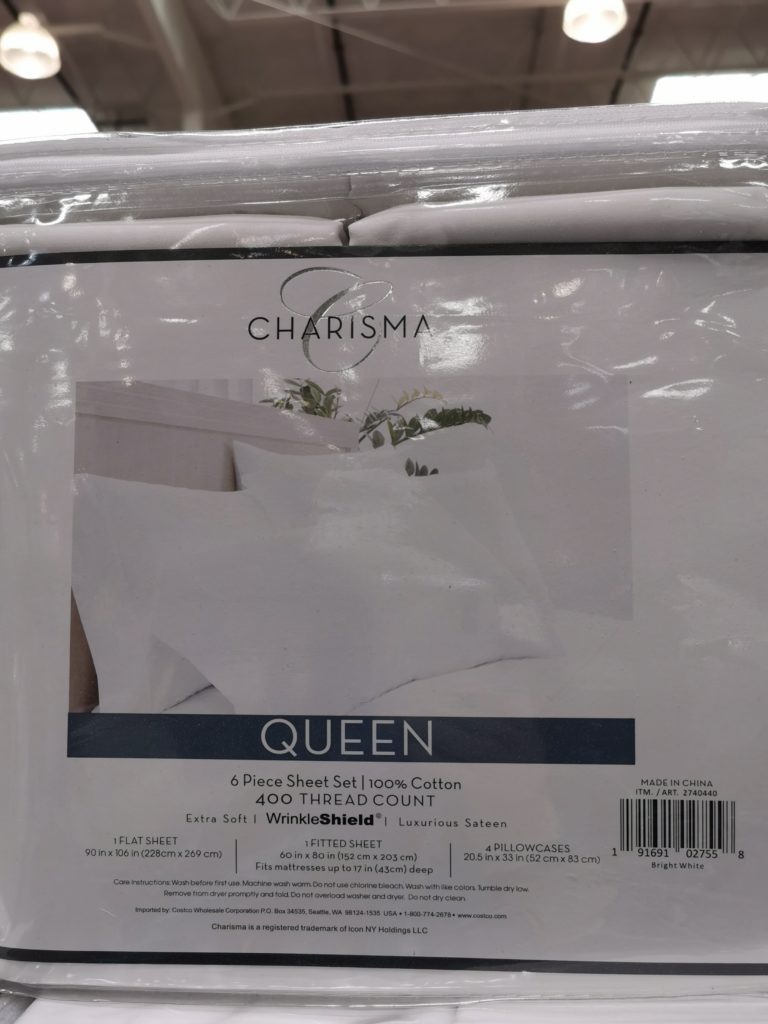 CHARISMA
QUEEN
6 Piece Sheet Set | 100% Cotton
400 THREAD COUNT
Extra Soft | WrinkleShield® | Luxurious Sateen
1 FLAT SHEET
90 in x 106 in (228cm x 269 cm)
1 FITTED SHEET
60 in x 80 in (152 cm x 203 cm)
Fits mattresses up to 17 in (43cm) deep
4 PILLOWCASES
20.5 in x 33 in (52 cm x 83 cm)
MADE IN CHINA
ITM. / ART. 2740440
1 91691 02755 8
Bright White
Care Instructions: Wash before first use. Machine wash warm. Do not use chlorine bleach. Wash with like colors. Tumble dry low.
Remove from dryer promptly and fold. Do not overload washer and dryer. Do not dry clean.
Imported by: Costco Wholesale Corporation P.O. Box 34535, Seattle, WA 98124-1535 USA • 1-800-774-2678 • www.costco.com
Charisma is a registered trademark of Icon NY Holdings LLC